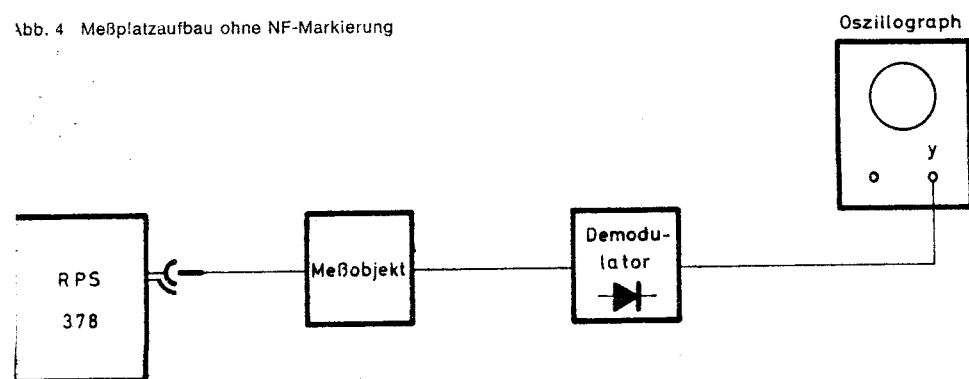 Abb. 4 Meßplatzaufbau ohne NF-Markierung
Oszillograph
y
RPS
378
Meßobjekt
Demodu-
lator